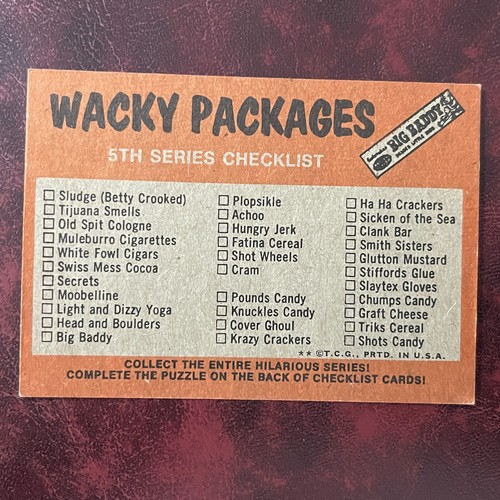 WACKY PACKAGES
5TH SERIES CHECKLIST
BIG BADDY
Sludge (Betty Crooked)
Tijuana Smells
Old Spit Cologne
Muleburro Cigarettes
White Fowl Cigars
Swiss Mess Cocoa
Secrets
Moobelline
Light and Dizzy Yoga
Head and Boulders
Big Baddy
Plopsikle
Achoo
Hungry Jerk
Fatina Cereal
Shot Wheels
Cram
Pounds Candy
Knuckles Candy
Cover Ghoul
Krazy Crackers
Ha Ha Crackers
Sicken of the Sea
Clank Bar
Smith Sisters
Glutton Mustard
Stiffords Glue
Slaytex Gloves
Chumps Candy
Graft Cheese
Triks Cereal
Shots Candy
** ©T.C.G., PRTD. IN U.S.A.
COLLECT THE ENTIRE HILARIOUS SERIES!
COMPLETE THE PUZZLE ON THE BACK OF CHECKLIST CARDS!